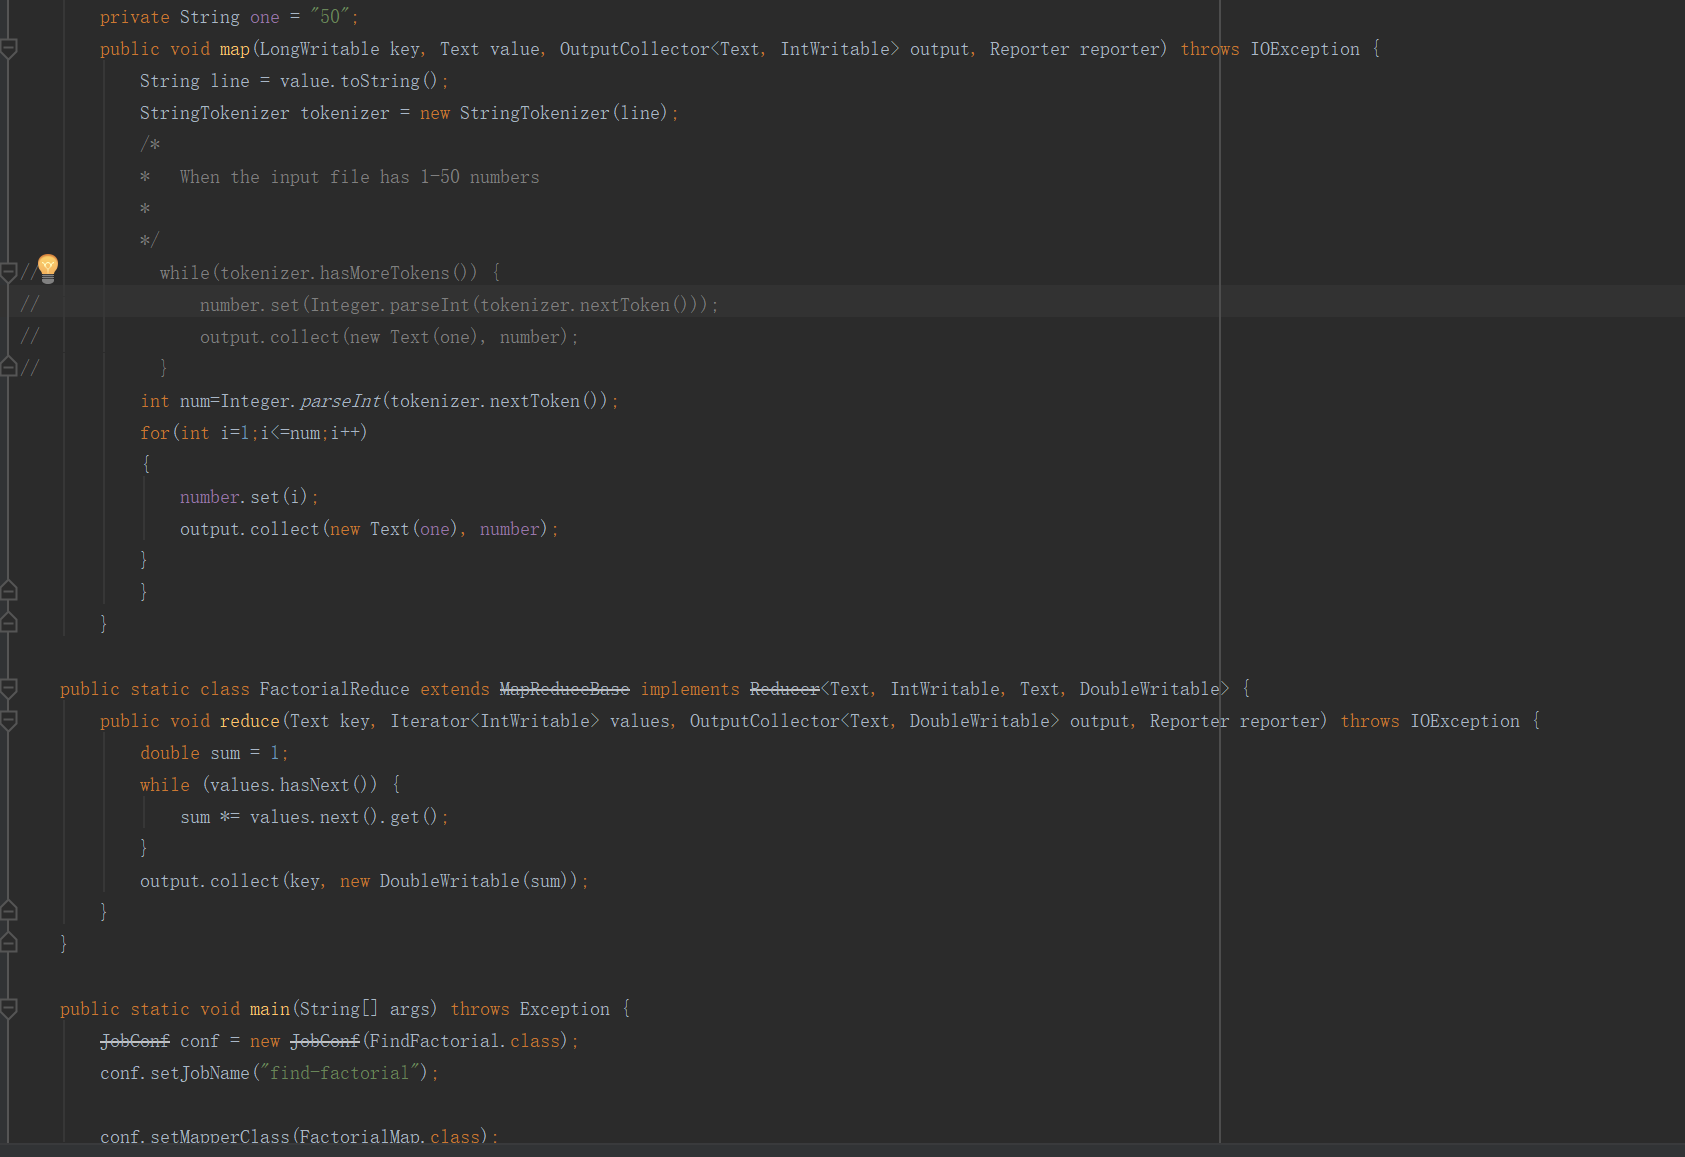 private String one = "50";
public void map(LongWritable key, Text value, OutputCollector<Text, IntWritable> output, Reporter reporter) throws IOException {
String line = value.toString();
StringTokenizer tokenizer = new StringTokenizer(line);
/*
*   When the input file has 1-50 numbers
*
*/
//            while(tokenizer.hasMoreTokens()) {
//                number.set(Integer.parseInt(tokenizer.nextToken()));
//                output.collect(new Text(one), number);
//            }
int num=Integer.parseInt(tokenizer.nextToken());
for(int i=1;i<=num;i++)
{
number.set(i);
output.collect(new Text(one), number);
}
}
}
public static class FactorialReduce extends MapReduceBase implements Reducer<Text, IntWritable, Text, DoubleWritable> {
public void reduce(Text key, Iterator<IntWritable> values, OutputCollector<Text, DoubleWritable> output, Reporter reporter) throws IOException {
double sum = 1;
while (values.hasNext()) {
sum *= values.next().get();
}
output.collect(key, new DoubleWritable(sum));
}
}
public static void main(String[] args) throws Exception {
JobConf conf = new JobConf(FindFactorial.class);
conf.setJobName("find-factorial");
conf.setMapperClass(FactorialMap.class);